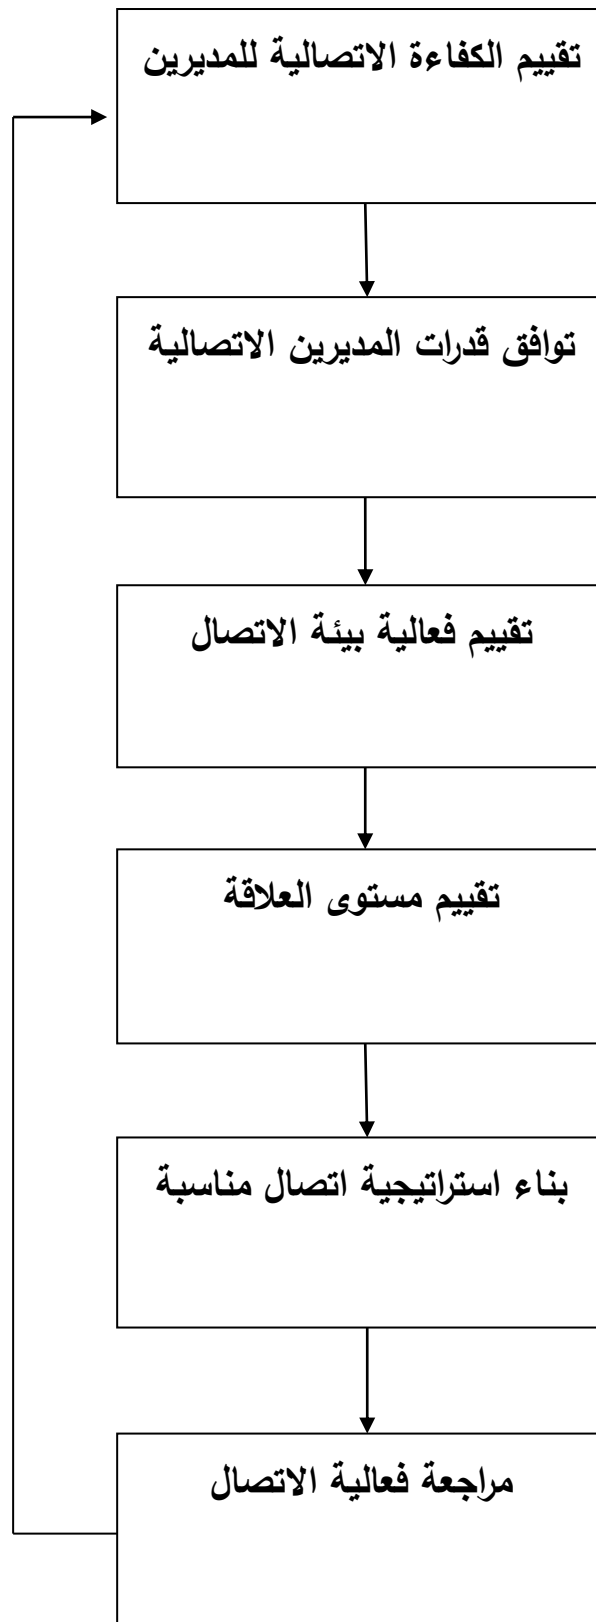 تقييم الكفاءة الاتصالية للمديرين
توافق قدرات المديرين الاتصالية
تقييم فعالية بيئة الاتصال
تقييم مستوى العلاقة
بناء استراتيجية اتصال مناسبة
مراجعة فعالية الاتصال